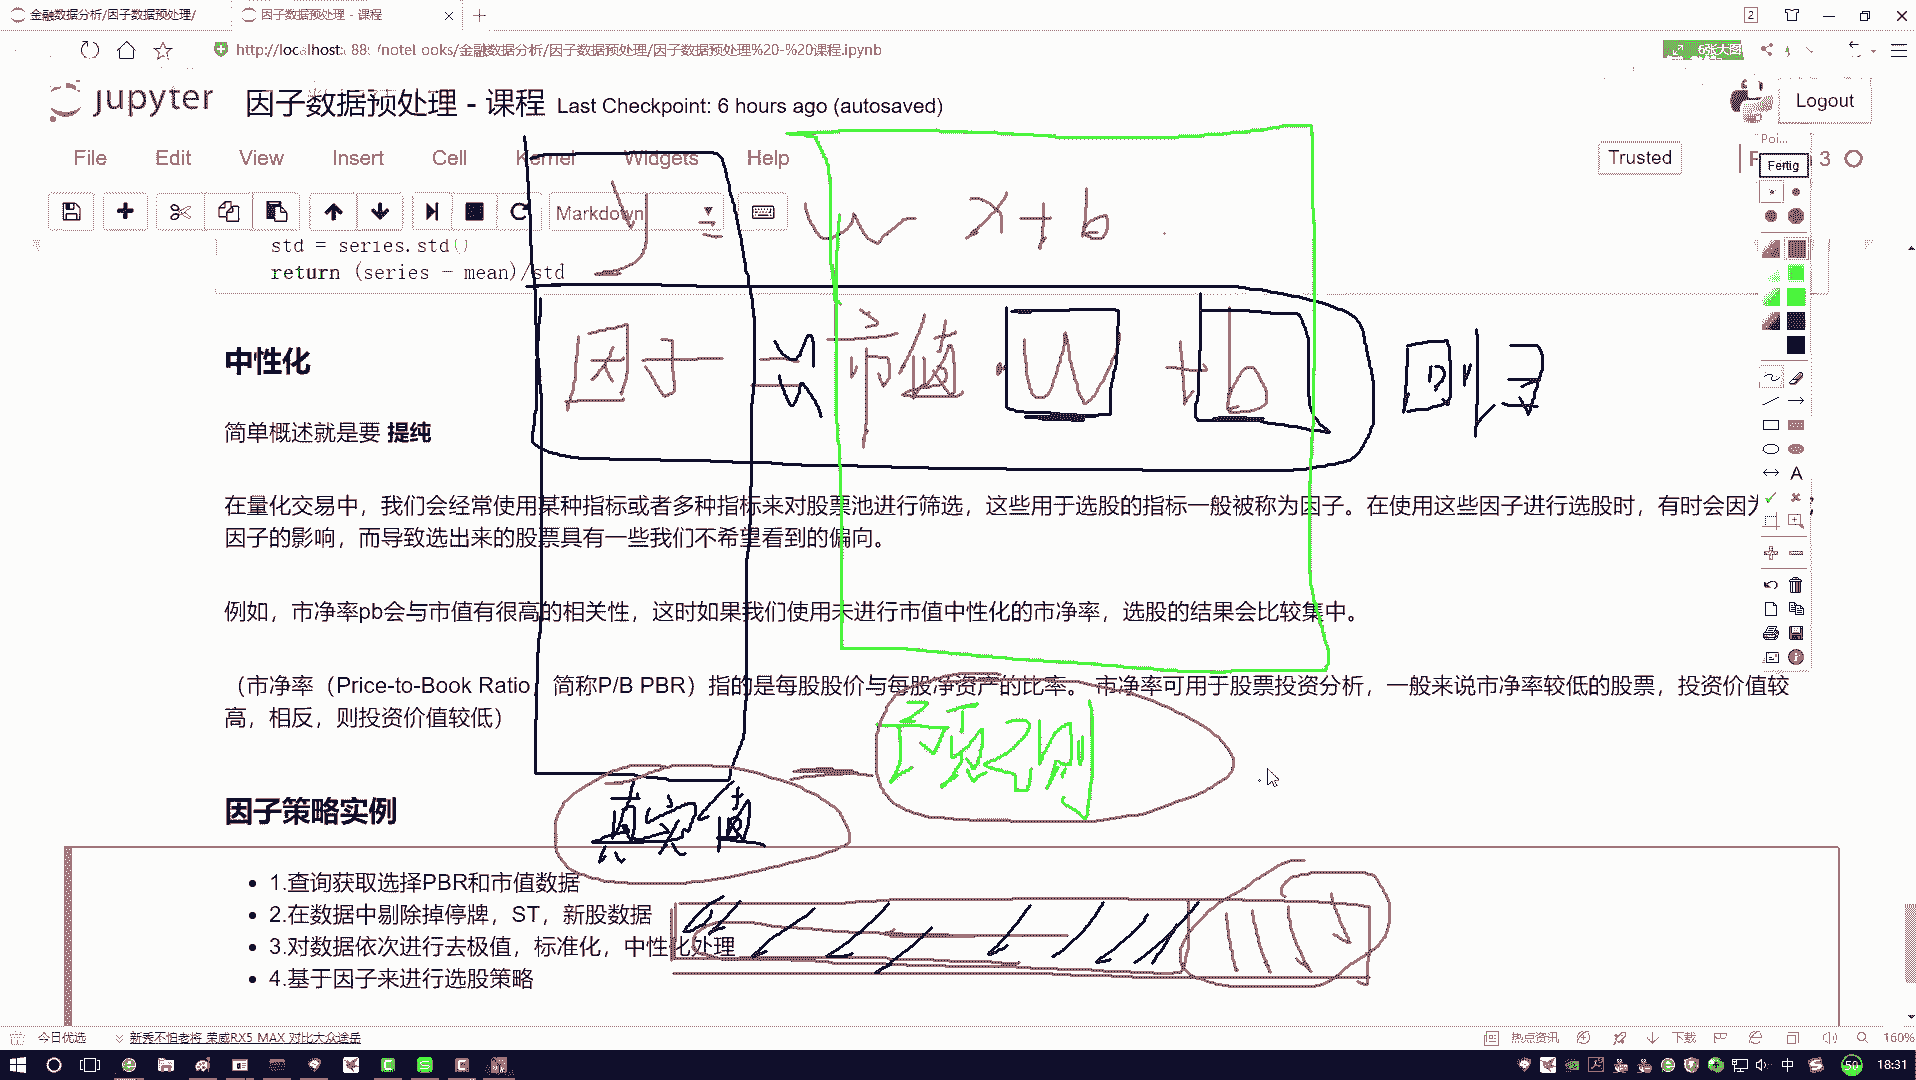 金融数据分析/因子数据预处理/
因子数据预处理 - 课程
2
http://localhost:888/notebooks/金融数据分析/因子数据预处理/因子数据预处理%20-%20课程.ipynb
jupyter 因子数据预处理 - 课程 Last Checkpoint: 6 hours ago (autosaved)
Logout
File Edit View Insert Cell Kernel Widgets Help
Trusted
3
Fertig
Markdown
y = w x + b
std = series.std()
return (series - mean)/std
中性化
因子 = 市值 · w + b
回归
简单概述就是要 提纯
在量化交易中，我们会经常使用某种指标或者多种指标来对股票池进行筛选，这些用于选股的指标一般被称为因子。在使用这些因子进行选股时，有时会因为
因子的影响，而导致选出来的股票具有一些我们不希望看到的偏向。
例如，市净率pb会与市值有很高的相关性，这时如果我们使用未进行市值中性化的市净率，选股的结果会比较集中。
（市净率（Price-to-Book Ratio，简称P/B PBR）指的是每股股价与每股净资产的比率。 市净率可用于股票投资分析，一般来说市净率较低的股票，投资价值较
高，相反，则投资价值较低）
预测
真实值
因子策略实例
1.查询获取选择PBR和市值数据
2.在数据中剔除掉停牌，ST，新股数据
3.对数据依次进行去极值，标准化，中性化处理
4.基于因子来进行选股策略
今日优选
新秀不怕老将 荣威RX5 MAX 对比大众途岳
热点资讯
下载
160%
中
50
18:31